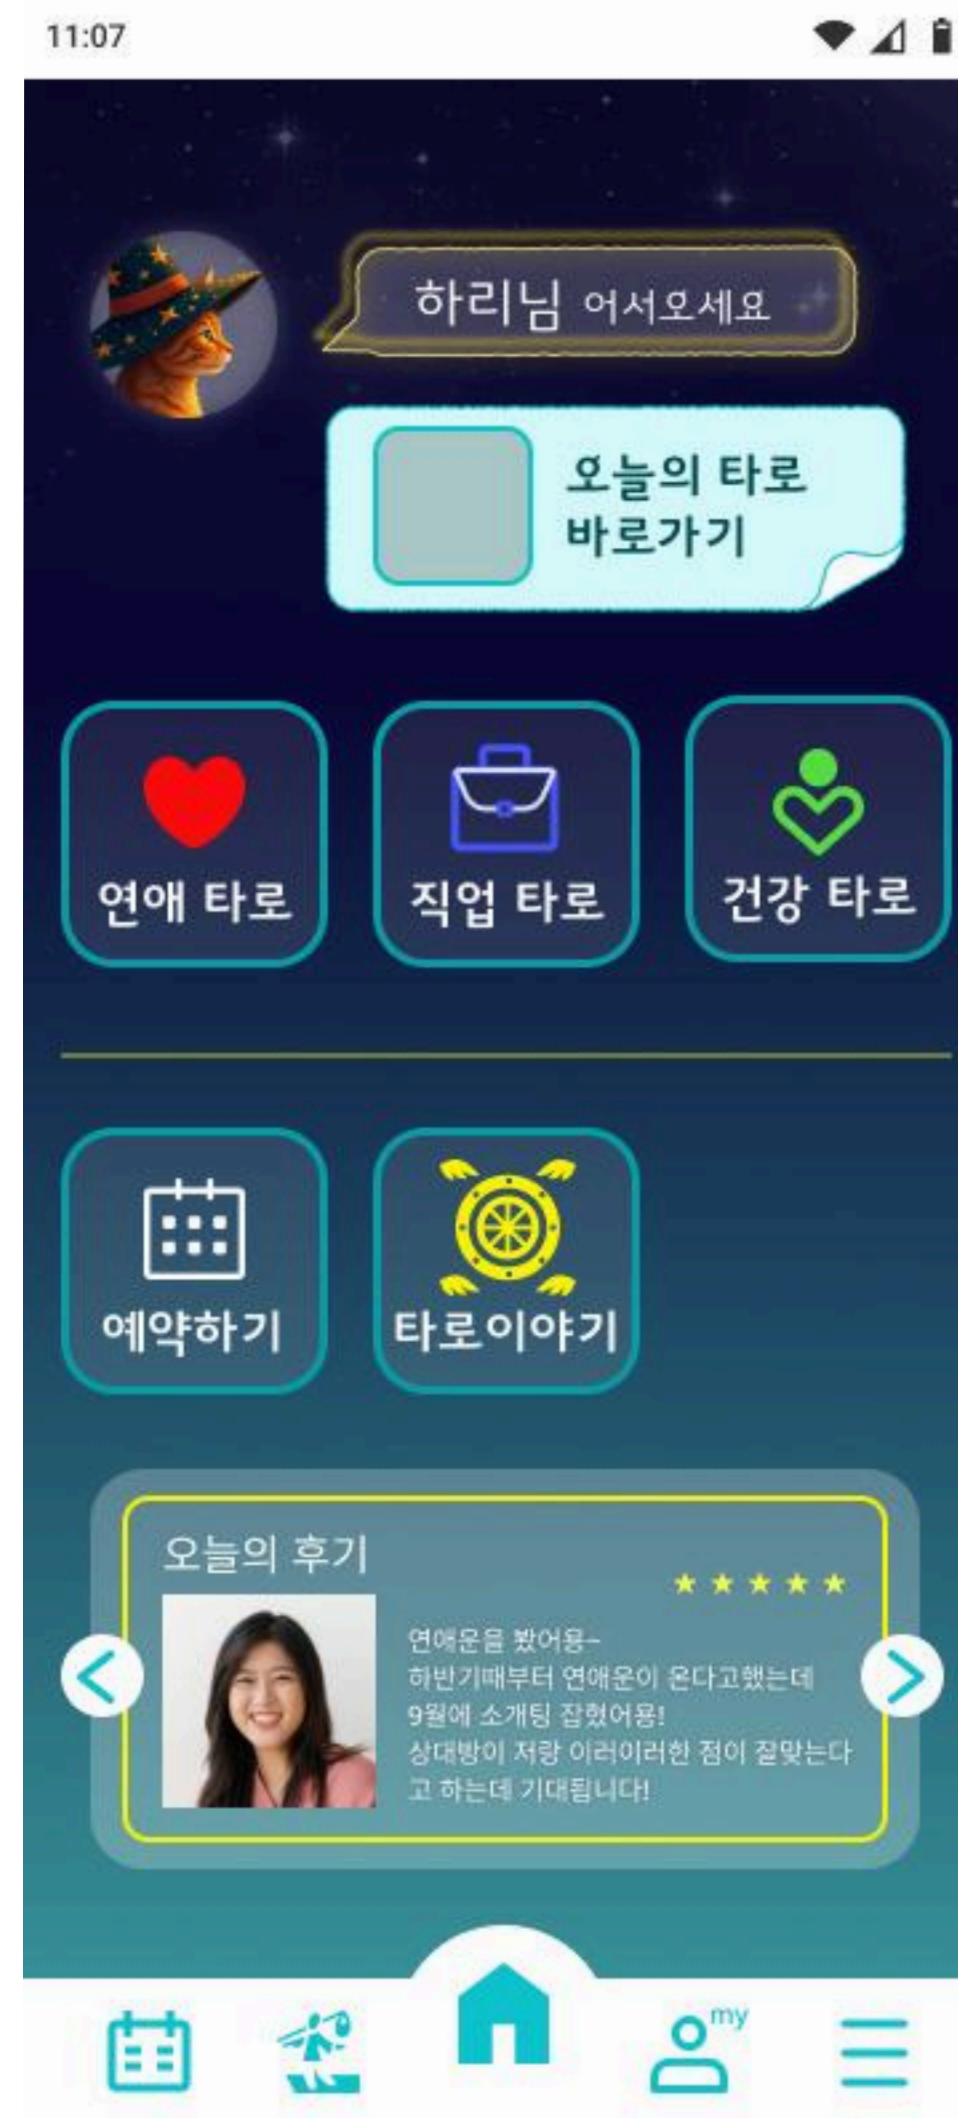 11:07
하리님 어서오세요
오늘의 타로
바로가기
연애 타로
직업 타로
건강 타로
예약하기
타로이야기
오늘의 후기
연애운을 봤어용~
하반기때부터 연애운이 온다고했는데
9월에 소개팅 잡혔어용!
상대방이 저랑 이러이러한 점이 잘맞는다
고 하는데 기대됩니다!
my